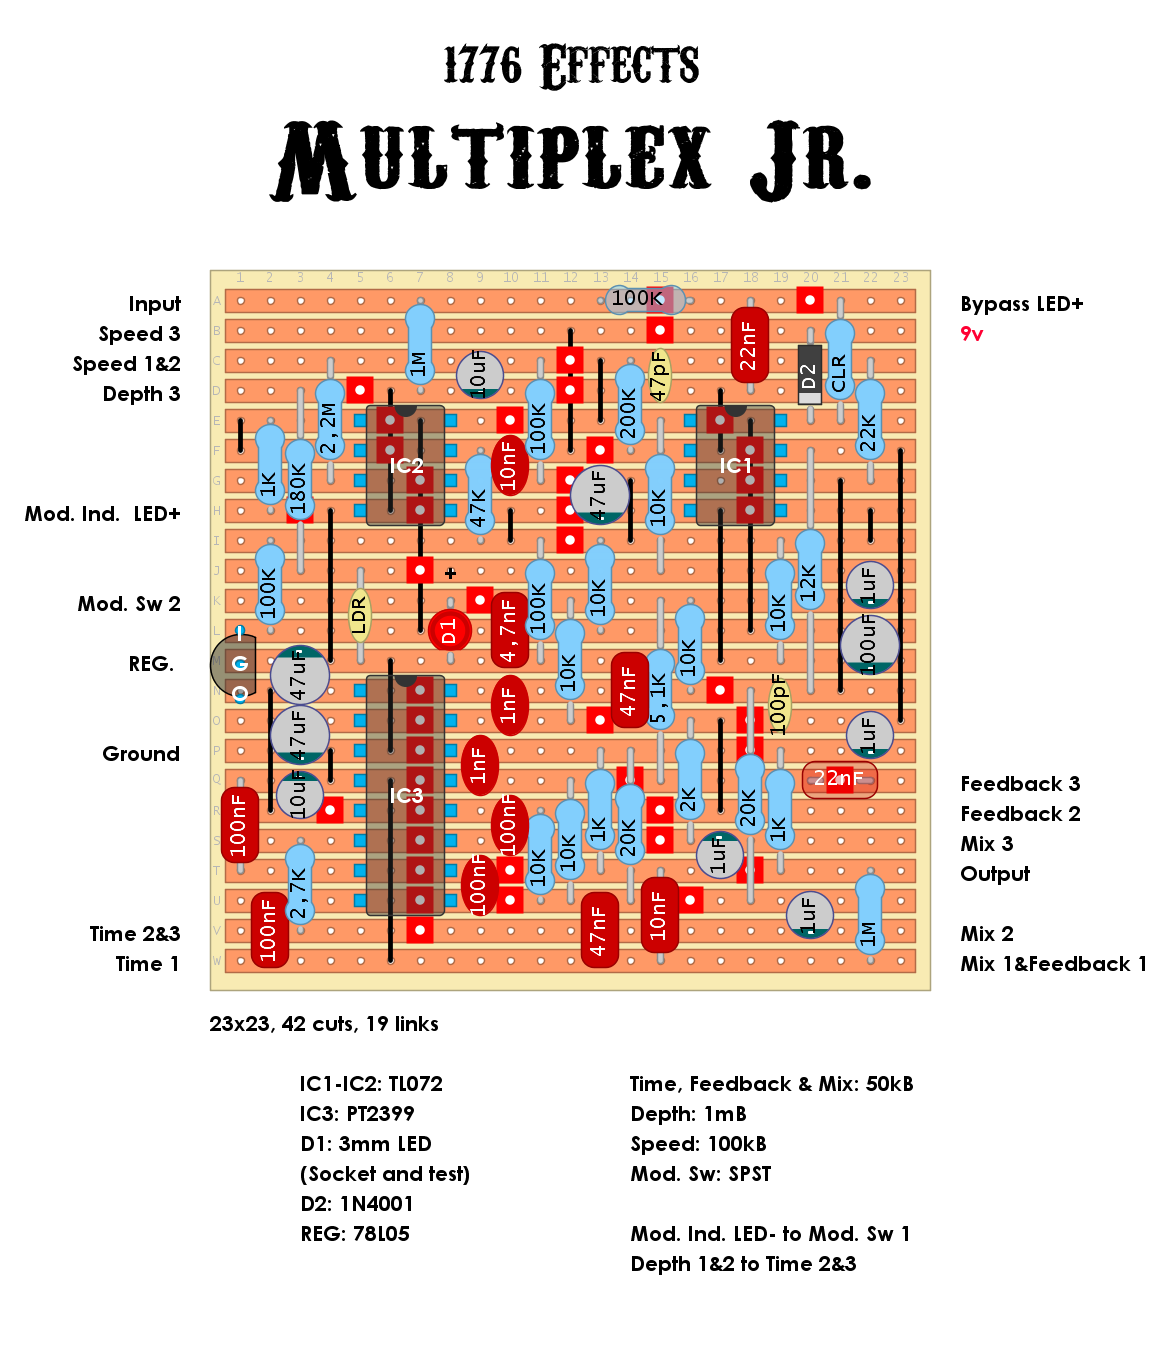 1776 Effects
Multiplex Jr.
1 2 3 4 5 6 7 8 9 10 11 12 13 14 15 16 17 18 19 20 21 22 23
A
Input
100K
Bypass LED+
B
Speed 3
9v
C
Speed 1&2
1M
10uF
47pF
22nF
D2
CLR
D
Depth 3
2,2M
100K
200K
22K
E
F
IC2
10nF
IC1
G
1K
180K
47K
47uF
10K
H
Mod. Ind. LED+
I
J
100K
+
10K
10K
12K
1uF
K
Mod. Sw 2
LDR
100K
L
D1
4,7nF
10K
10K
100uF
M
REG.
I
G
O
47uF
N
1nF
47nF
5,1K
100pF
O
47uF
1uF
P
Ground
1nF
2K
Q
10uF
IC3
22nF
Feedback 3
R
100nF
100nF
1K
20K
20K
1K
Feedback 2
S
10K
10K
1uF
Mix 3
T
100nF
Output
U
2,7K
10nF
1uF
V
Time 2&3
100nF
47nF
1M
Mix 2
W
Time 1
Mix 1&Feedback 1
23x23, 42 cuts, 19 links
IC1-IC2: TL072
IC3: PT2399
D1: 3mm LED
(Socket and test)
D2: 1N4001
REG: 78L05
Time, Feedback & Mix: 50kB
Depth: 1mB
Speed: 100kB
Mod. Sw: SPST
Mod. Ind. LED- to Mod. Sw 1
Depth 1&2 to Time 2&3